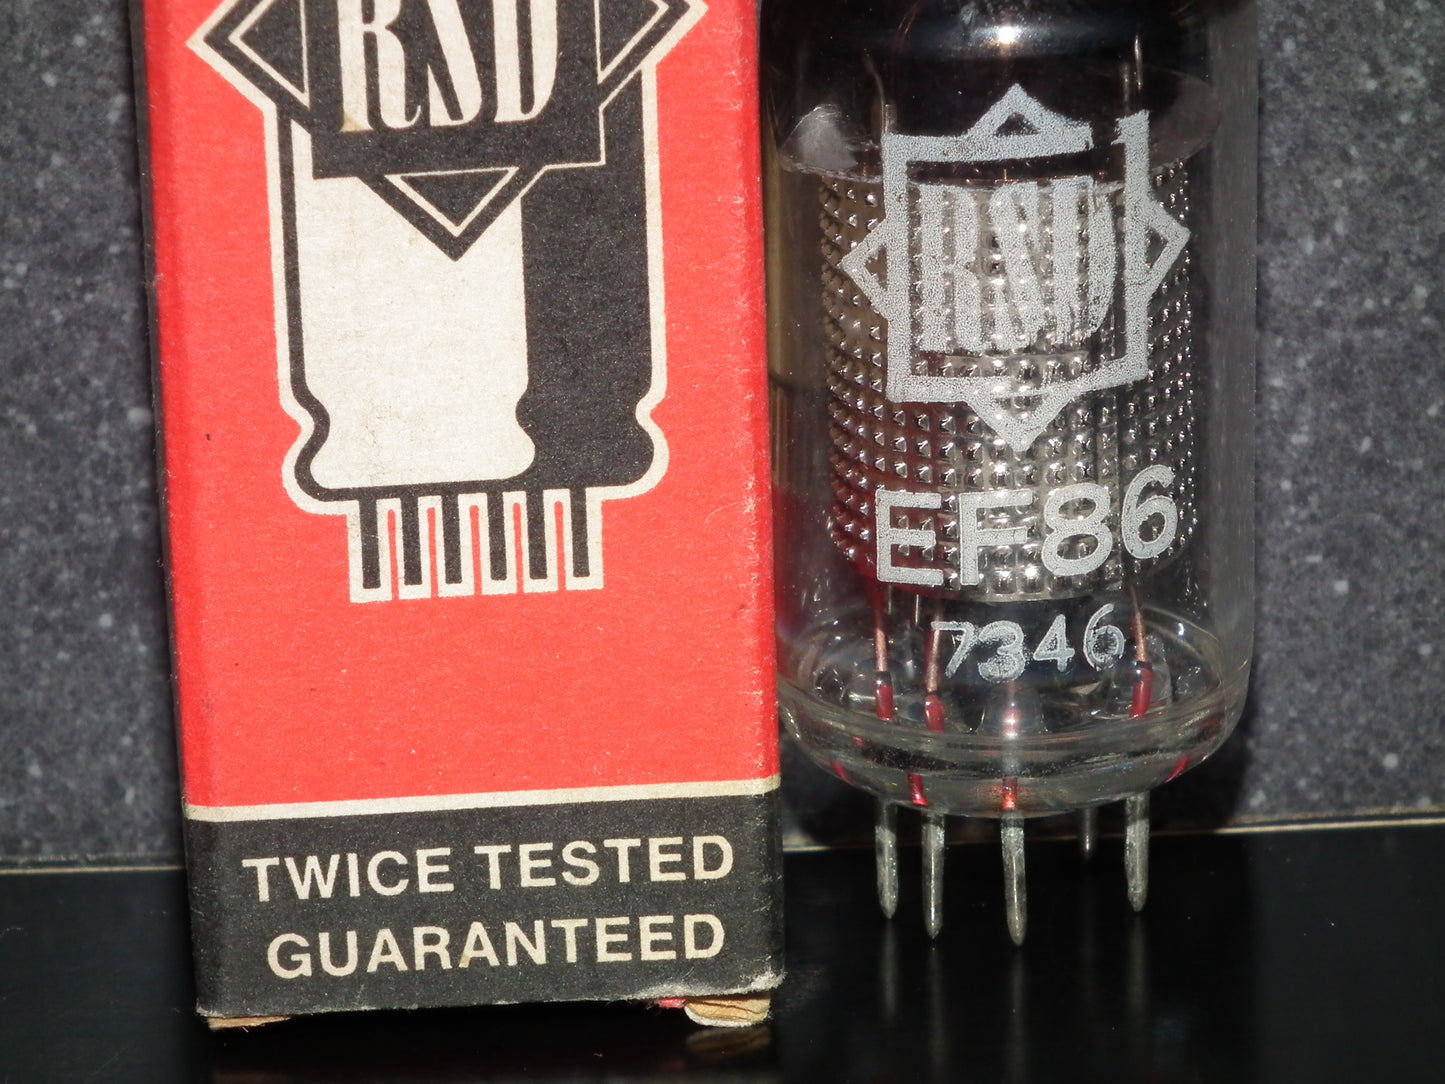 RSD
TWICE TESTED
GUARANTEED
RSD
EF86
7346